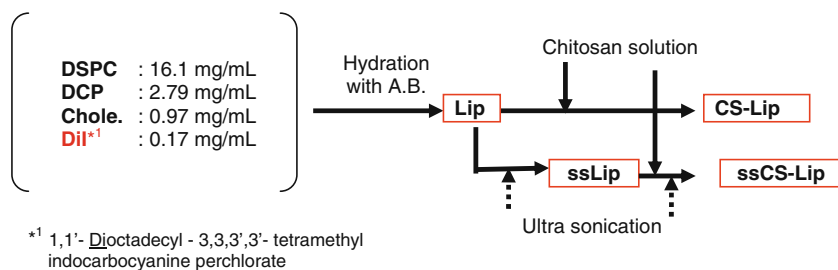 DSPC : 16.1 mg/mL
DCP : 2.79 mg/mL
Chole. : 0.97 mg/mL
DiI*1 : 0.17 mg/mL
Hydration
with A.B.
Chitosan solution
Lip
CS-Lip
ssLip
ssCS-Lip
Ultra sonication
*1 1,1'- Dioctadecyl - 3,3,3',3'- tetramethyl
indocarbocyanine perchlorate